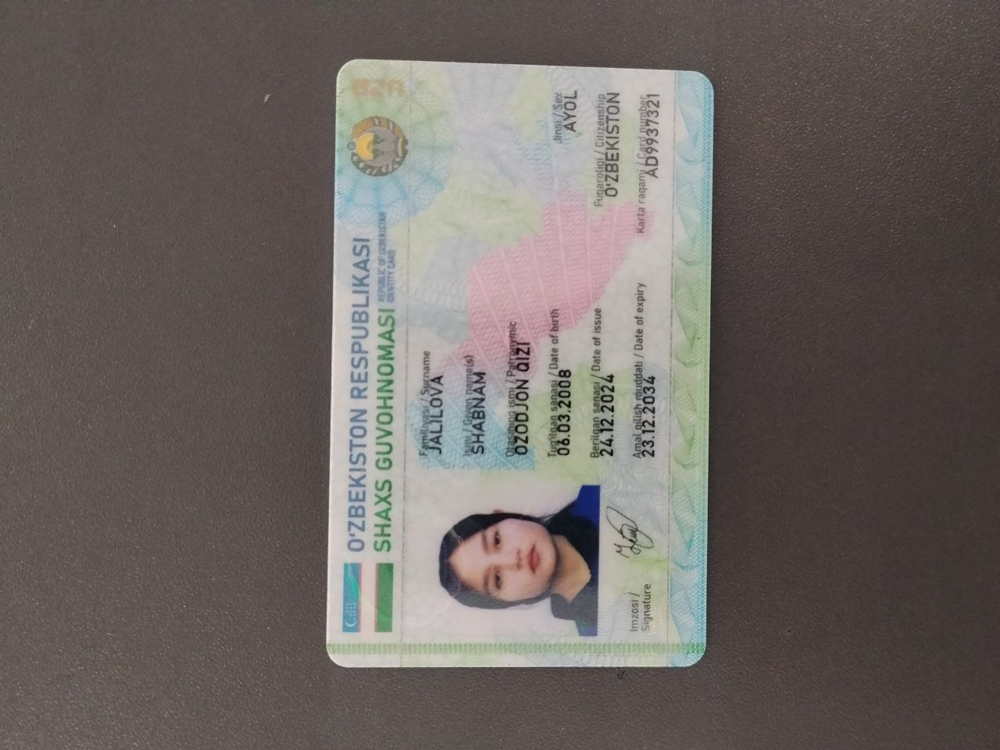 O'ZBEKISTON RESPUBLIKASI
SHAXS GUVOHNOMASI
REPUBLIC OF UZBEKISTAN
IDENTITY CARD
Familiyasi / Surname
JALILOVA
Ismi / Given name(s)
SHABNAM
Otasining ismi / Patronymic
OZODJON QIZI
Tug'ilgan sanasi / Date of birth
06.03.2008
Jinsi / Sex
AYOL
Berilgan sanasi / Date of issue
24.12.2024
Fuqaroligi / Citizenship
O'ZBEKISTON
Amal qilish muddati / Date of expiry
23.12.2034
Karta raqami / Card number
AD9937321
Imzosi /
Signature